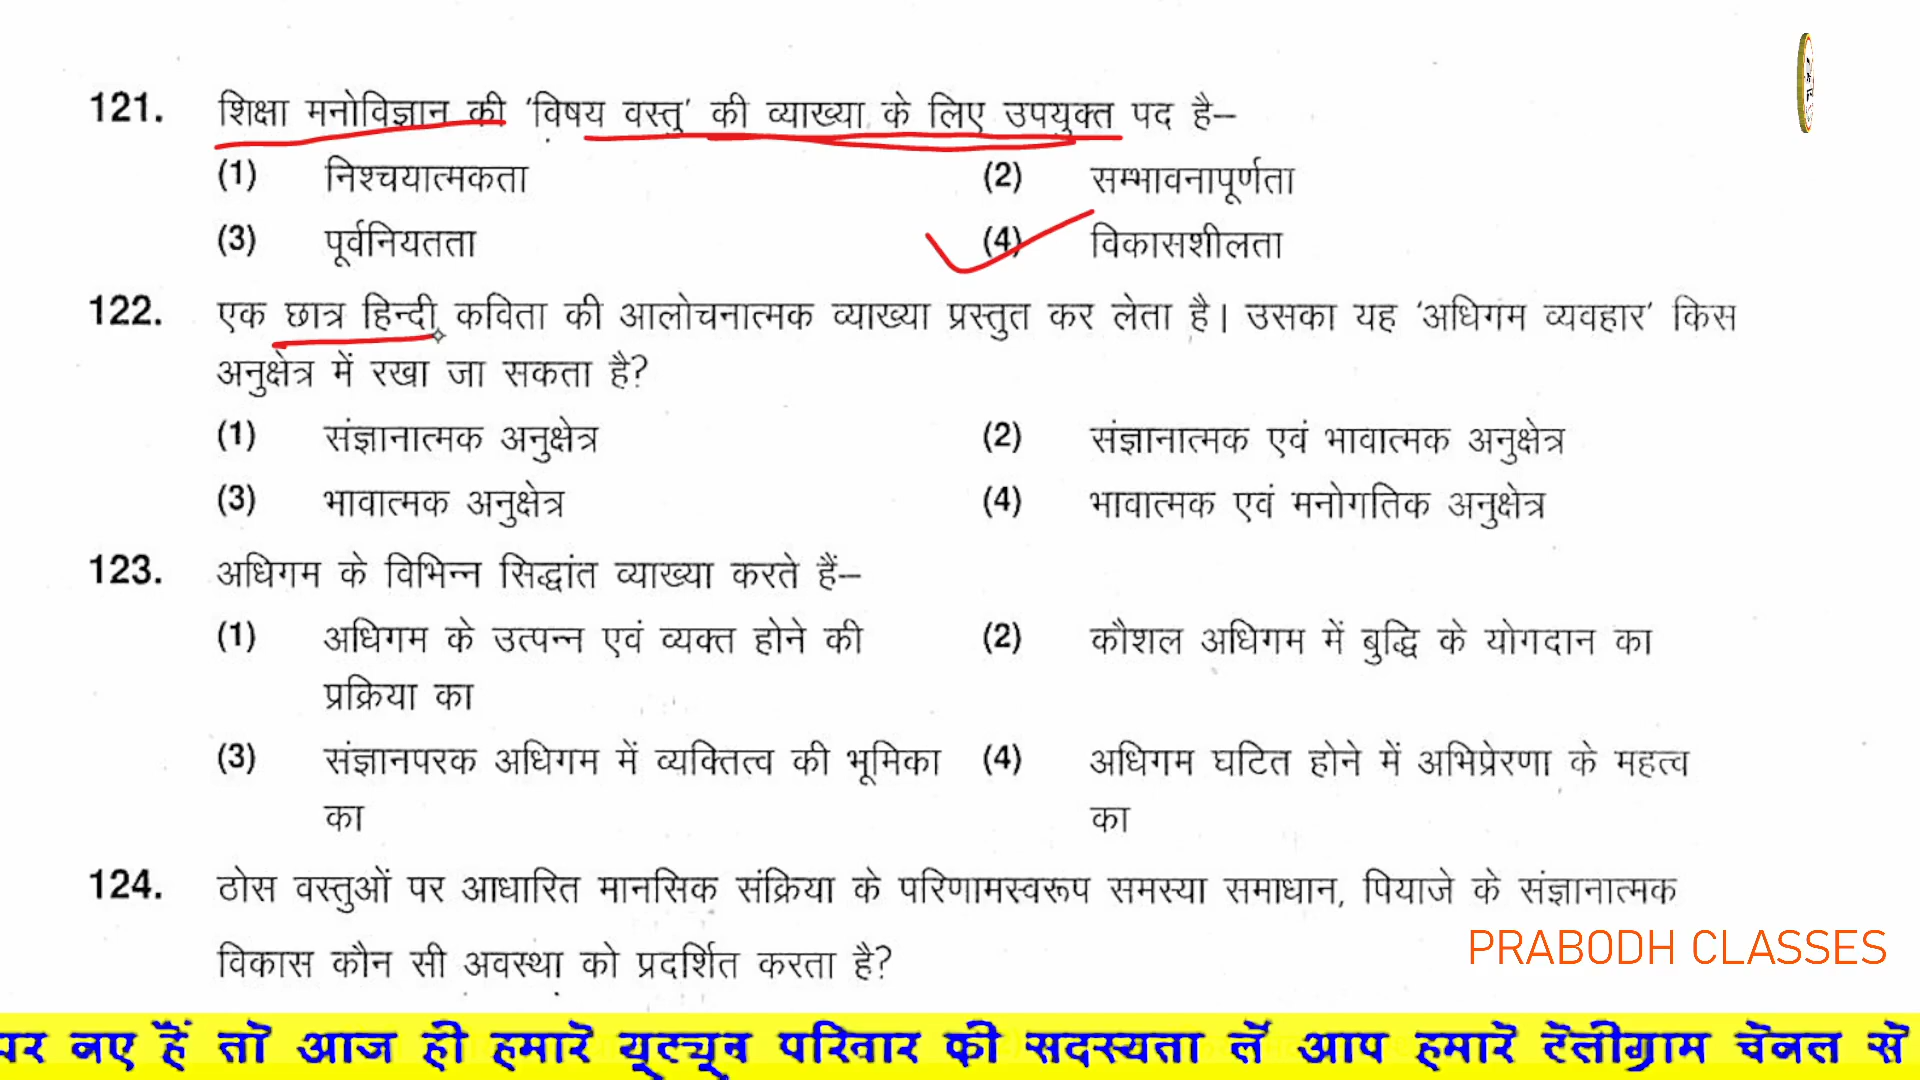 121. शिक्षा मनोविज्ञान की 'विषय वस्तु' की व्याख्या के लिए उपयुक्त पद है–
(1) निश्चयात्मकता (2) सम्भावनापूर्णता
(3) पूर्वनियतता (4) विकासशीलता
122. एक छात्र हिन्दी कविता की आलोचनात्मक व्याख्या प्रस्तुत कर लेता है। उसका यह 'अधिगम व्यवहार' किस
अनुक्षेत्र में रखा जा सकता है?
(1) संज्ञानात्मक अनुक्षेत्र (2) संज्ञानात्मक एवं भावात्मक अनुक्षेत्र
(3) भावात्मक अनुक्षेत्र (4) भावात्मक एवं मनोगतिक अनुक्षेत्र
123. अधिगम के विभिन्न सिद्धांत व्याख्या करते हैं–
(1) अधिगम के उत्पन्न एवं व्यक्त होने की (2) कौशल अधिगम में बुद्धि के योगदान का
प्रक्रिया का
(3) संज्ञानपरक अधिगम में व्यक्तित्व की भूमिका (4) अधिगम घटित होने में अभिप्रेरणा के महत्व
का का
124. ठोस वस्तुओं पर आधारित मानसिक संक्रिया के परिणामस्वरूप समस्या समाधान, पियाजे के संज्ञानात्मक
PRABODH CLASSES
विकास कौन सी अवस्था को प्रदर्शित करता है?
पर नए हैं तो आज ही हमारे यूट्यूब परिवार की सदस्यता लें आप हमारे टेलीग्राम चैनल से